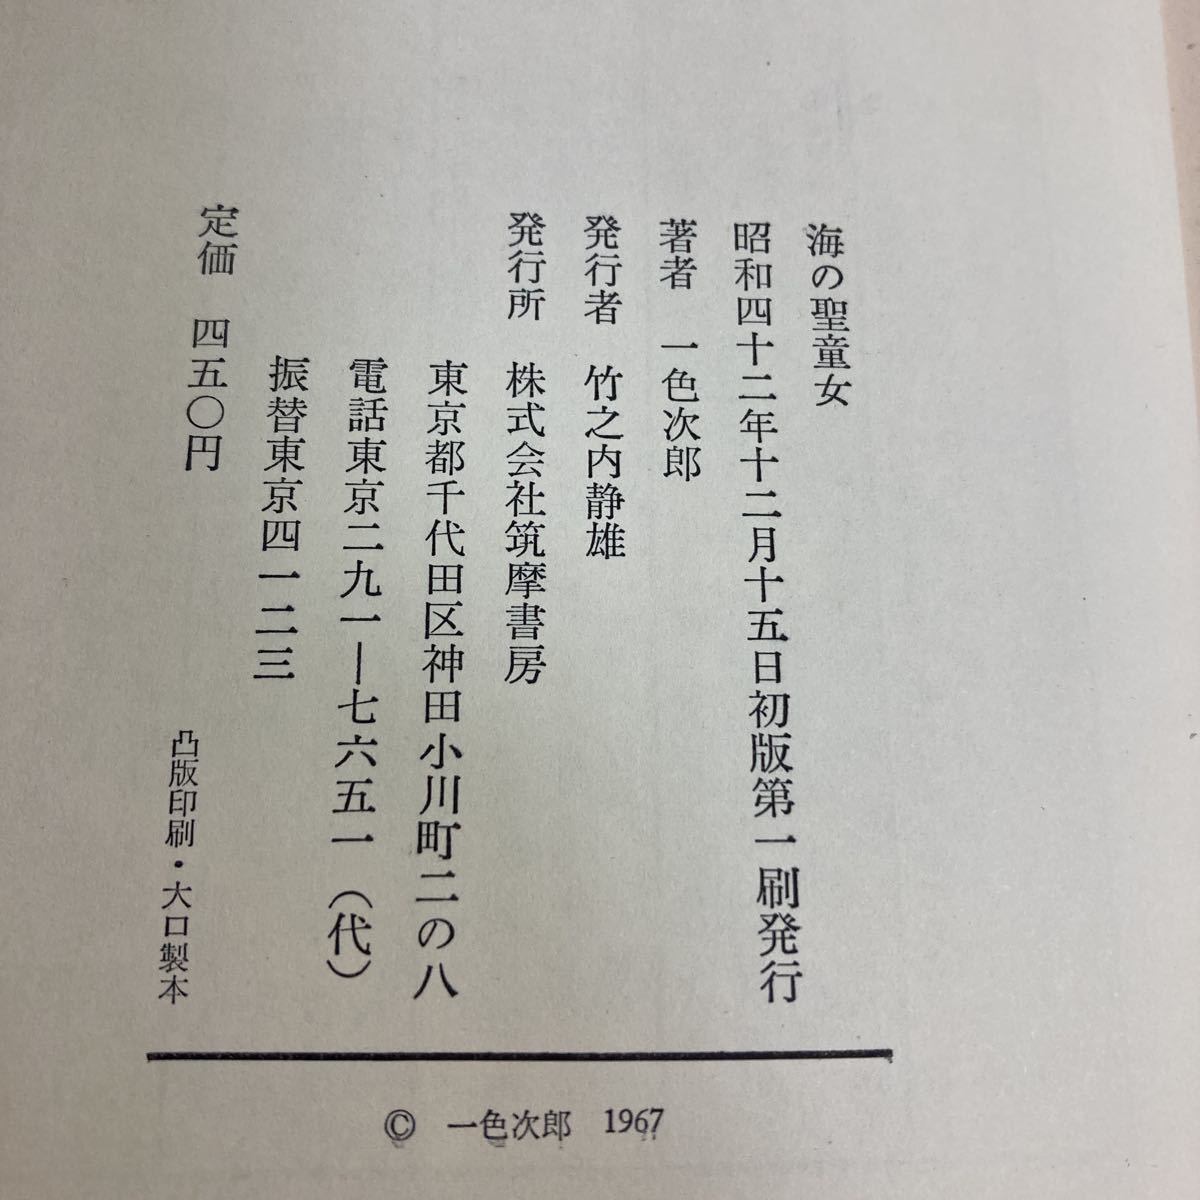 海の聖童女
昭和四十二年十二月十五日初版第一刷発行
著者　一色次郎
発行者　竹之内静雄
発行所　株式会社筑摩書房
東京都千代田区神田小川町二の八
電話東京二九一―七六五一（代）
振替東京四一二三
定価　四五〇円
凸版印刷・大口製本
© 一色次郎 1967